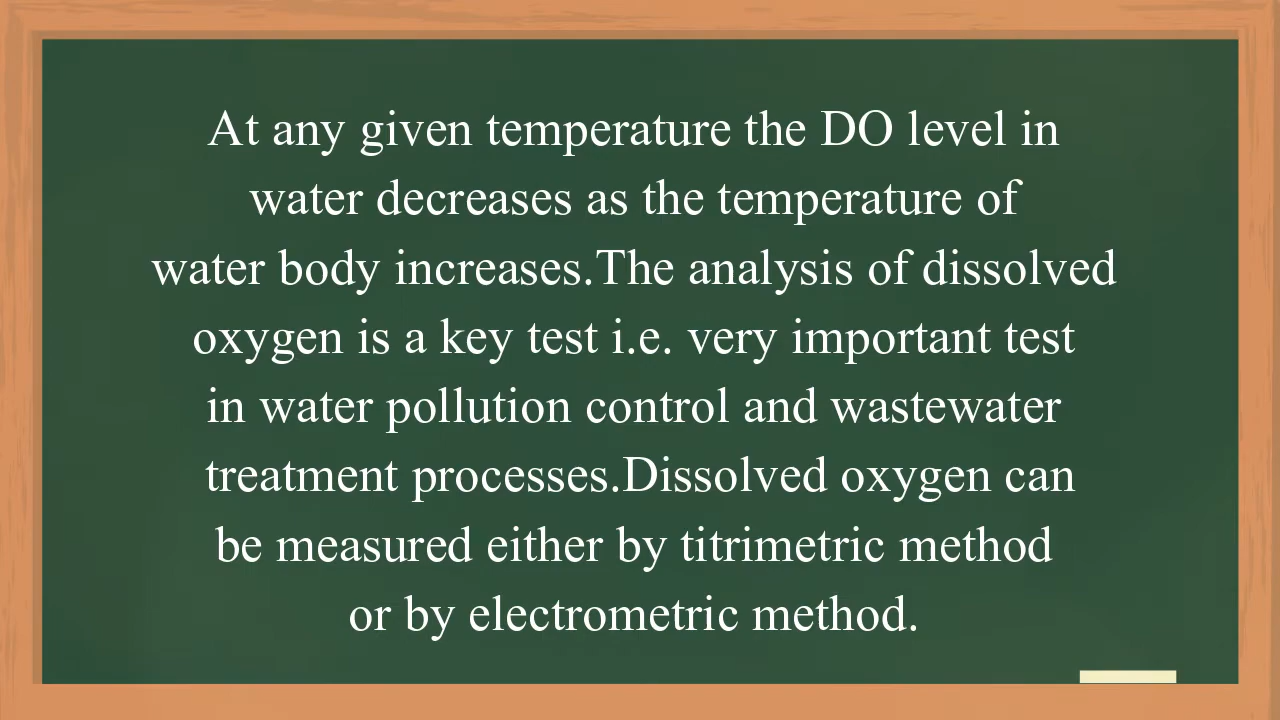 At any given temperature the DO level in
water decreases as the temperature of
water body increases.The analysis of dissolved
oxygen is a key test i.e. very important test
in water pollution control and wastewater
treatment processes.Dissolved oxygen can
be measured either by titrimetric method
or by electrometric method.